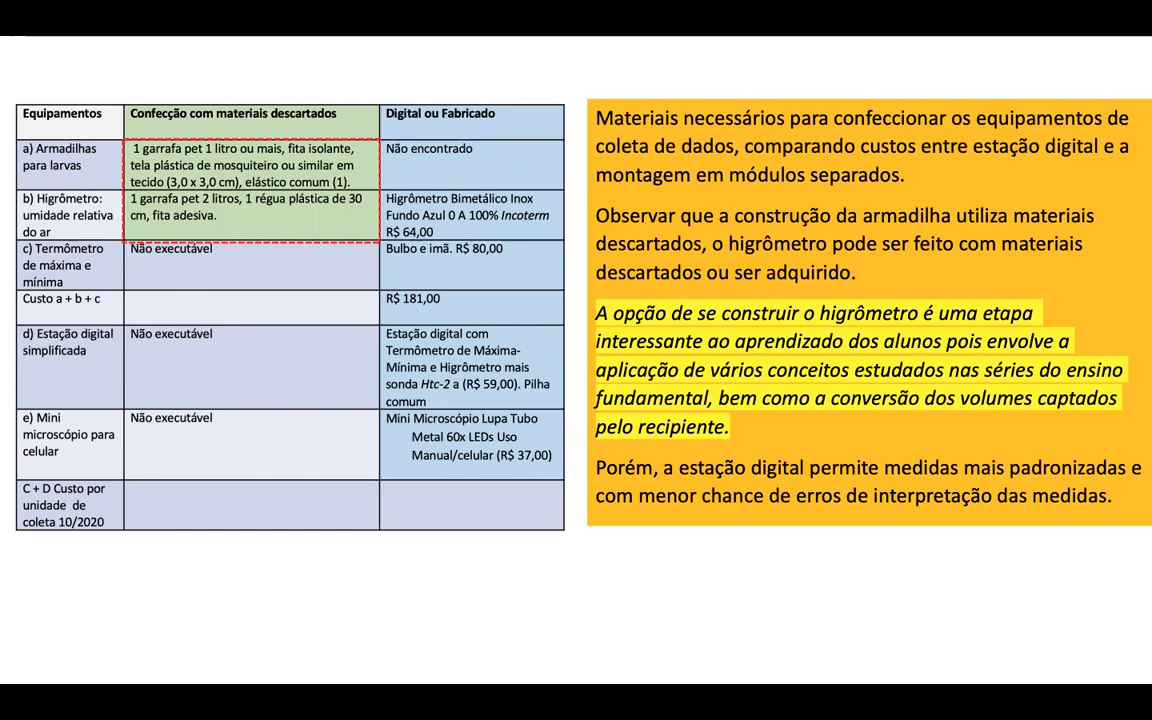 Equipamentos
Confecção com materiais descartados
Digital ou Fabricado
a) Armadilhas
para larvas
1 garrafa pet 1 litro ou mais, fita isolante,
tela plástica de mosquiteiro ou similar em
tecido (3,0 x 3,0 cm), elástico comum (1).
Não encontrado
b) Higrômetro:
umidade relativa
do ar
1 garrafa pet 2 litros, 1 régua plástica de 30
cm, fita adesiva.
Higrômetro Bimetálico Inox
Fundo Azul 0 A 100% Incoterm
R$ 64,00
c) Termômetro
de máxima e
mínima
Não executável
Bulbo e imã. R$ 80,00
Custo a + b + c
R$ 181,00
d) Estação digital
simplificada
Não executável
Estação digital com
Termômetro de Máxima-
Mínima e Higrômetro mais
sonda Htc-2 a (R$ 59,00). Pilha
comum
e) Mini
microscópio para
celular
Não executável
Mini Microscópio Lupa Tubo
Metal 60x LEDs Uso
Manual/celular (R$ 37,00)
C + D Custo por
unidade de
coleta 10/2020
Materiais necessários para confeccionar os equipamentos de
coleta de dados, comparando custos entre estação digital e a
montagem em módulos separados.
Observar que a construção da armadilha utiliza materiais
descartados, o higrômetro pode ser feito com materiais
descartados ou ser adquirido.
A opção de se construir o higrômetro é uma etapa
interessante ao aprendizado dos alunos pois envolve a
aplicação de vários conceitos estudados nas séries do ensino
fundamental, bem como a conversão dos volumes captados
pelo recipiente.
Porém, a estação digital permite medidas mais padronizadas e
com menor chance de erros de interpretação das medidas.